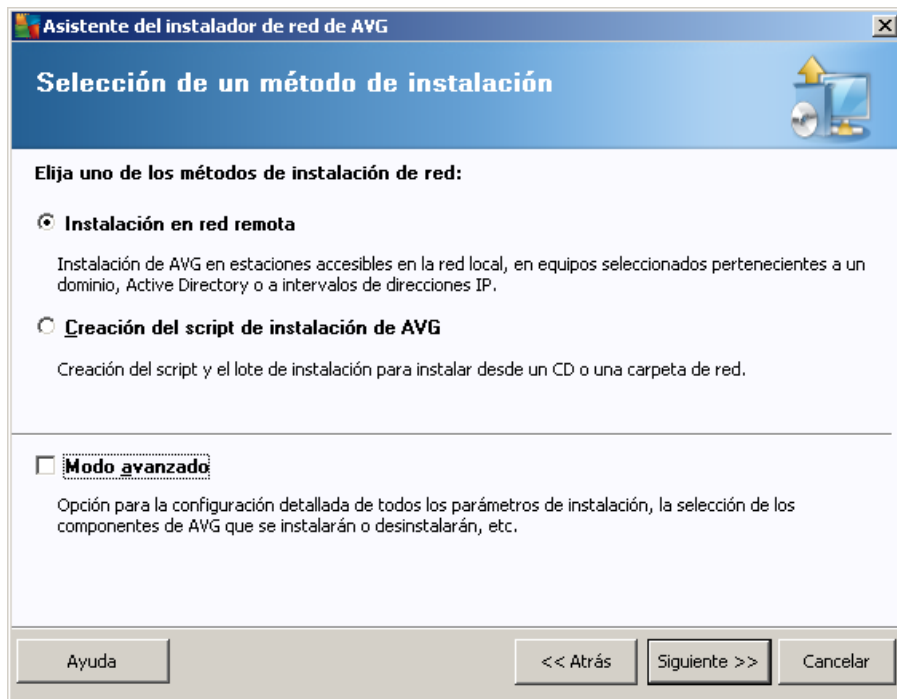 Asistente del instalador de red de AVG
Selección de un método de instalación
Elija uno de los métodos de instalación de red:
Instalación en red remota
Instalación de AVG en estaciones accesibles en la red local, en equipos seleccionados pertenecientes a un
dominio, Active Directory o a intervalos de direcciones IP.
Creación del script de instalación de AVG
Creación del script y el lote de instalación para instalar desde un CD o una carpeta de red.
Modo avanzado
Opción para la configuración detallada de todos los parámetros de instalación, la selección de los
componentes de AVG que se instalarán o desinstalarán, etc.
Ayuda
<< Atrás
Siguiente >>
Cancelar